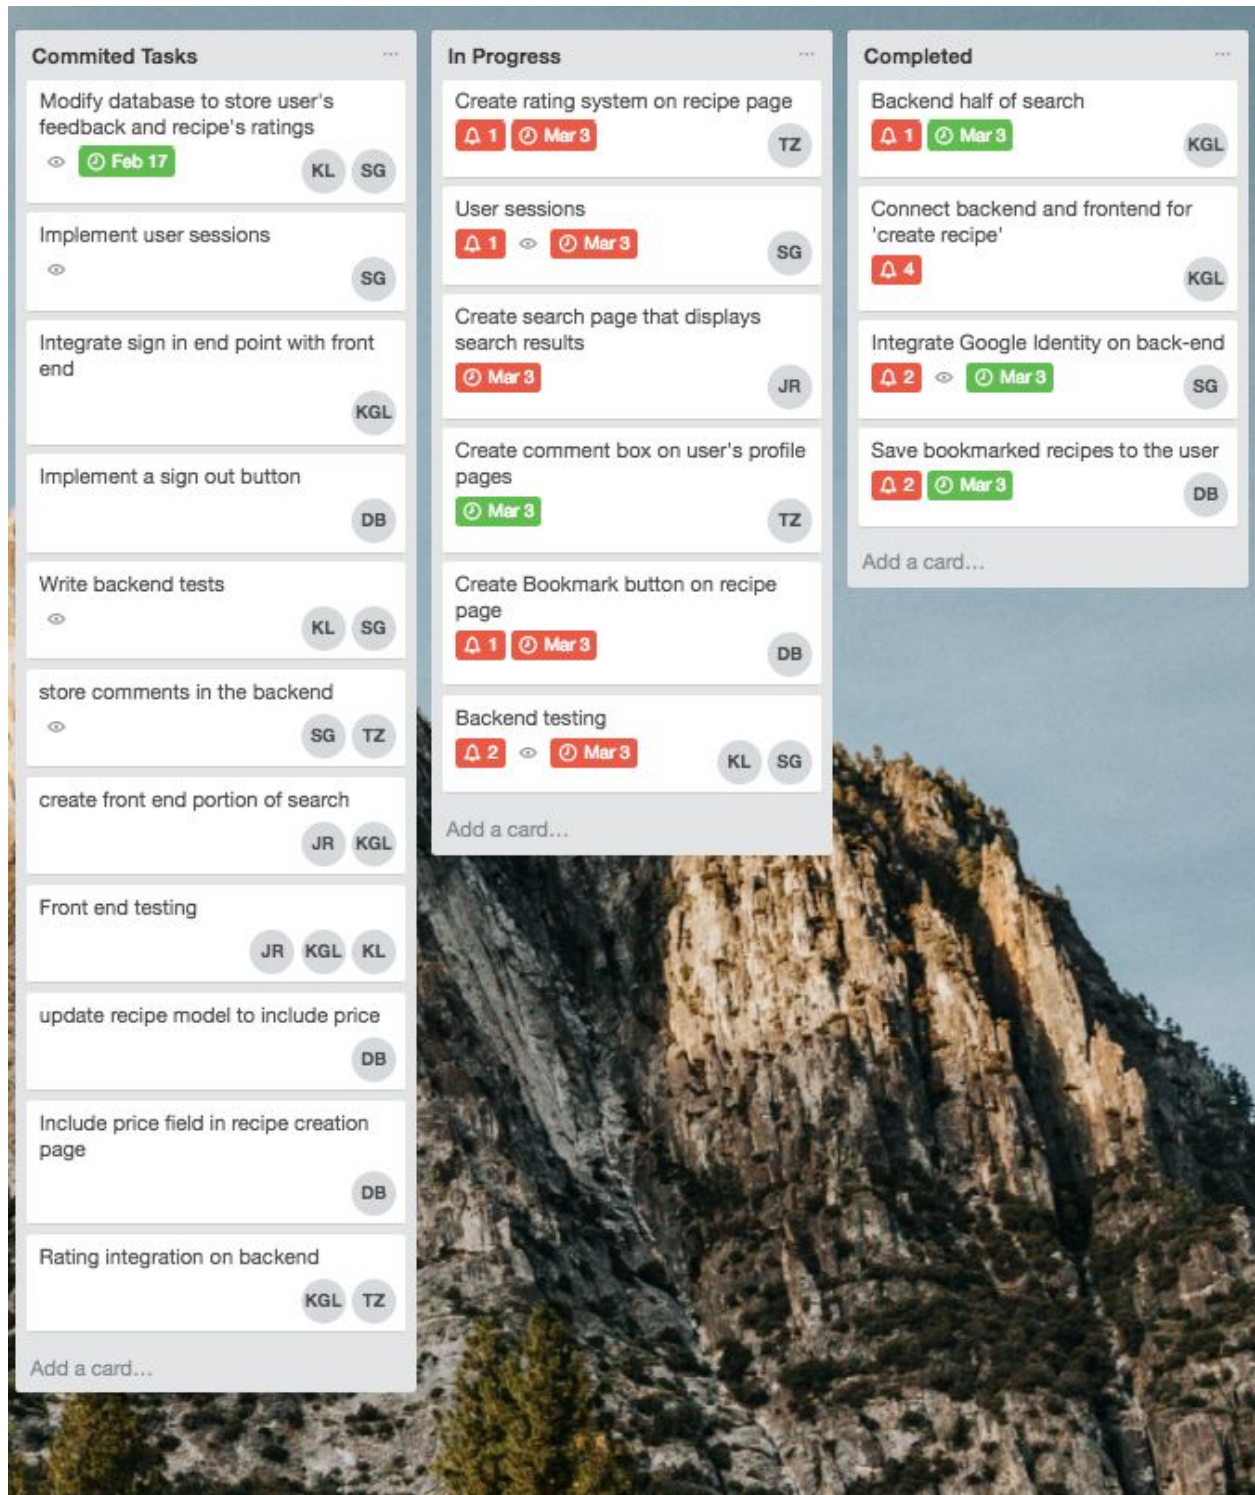 Commited Tasks
Modify database to store user's
feedback and recipe's ratings
Feb 17
KL SG
Implement user sessions
SG
Integrate sign in end point with front
end
KGL
Implement a sign out button
DB
Write backend tests
KL SG
store comments in the backend
SG TZ
create front end portion of search
JR KGL
Front end testing
JR KGL KL
update recipe model to include price
DB
Include price field in recipe creation
page
DB
Rating integration on backend
KGL TZ
Add a card...
In Progress
Create rating system on recipe page
1 Mar 3
TZ
User sessions
1 Mar 3
SG
Create search page that displays
search results
Mar 3
JR
Create comment box on user's profile
pages
Mar 3
TZ
Create Bookmark button on recipe
page
1 Mar 3
DB
Backend testing
2 Mar 3
KL SG
Add a card...
Completed
Backend half of search
1 Mar 3
KGL
Connect backend and frontend for
'create recipe'
4
KGL
Integrate Google Identity on back-end
2 Mar 3
SG
Save bookmarked recipes to the user
2 Mar 3
DB
Add a card...